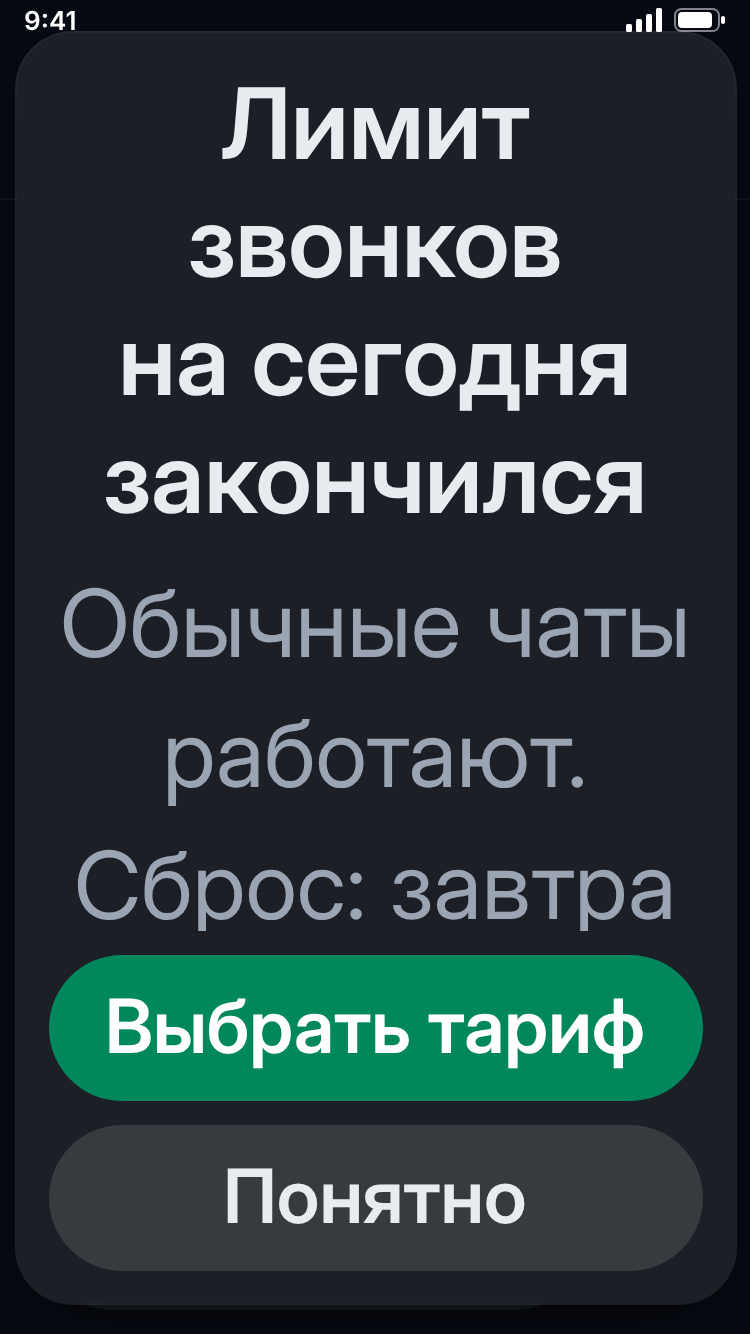 9:41
Лимит
звонков
на сегодня
закончился
Обычные чаты
работают.
Сброс: завтра
Выбрать тариф
Понятно